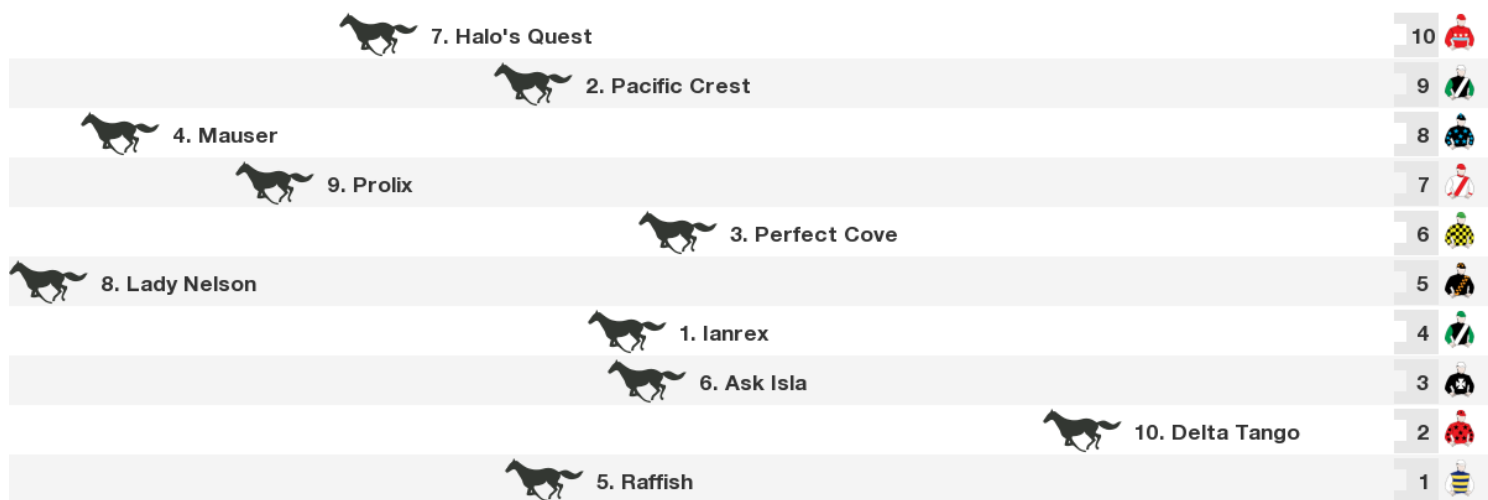 7. Halo's Quest 10
2. Pacific Crest 9
4. Mauser 8
9. Prolix 7
3. Perfect Cove 6
8. Lady Nelson 5
1. Ianrex 4
6. Ask Isla 3
10. Delta Tango 2
5. Raffish 1